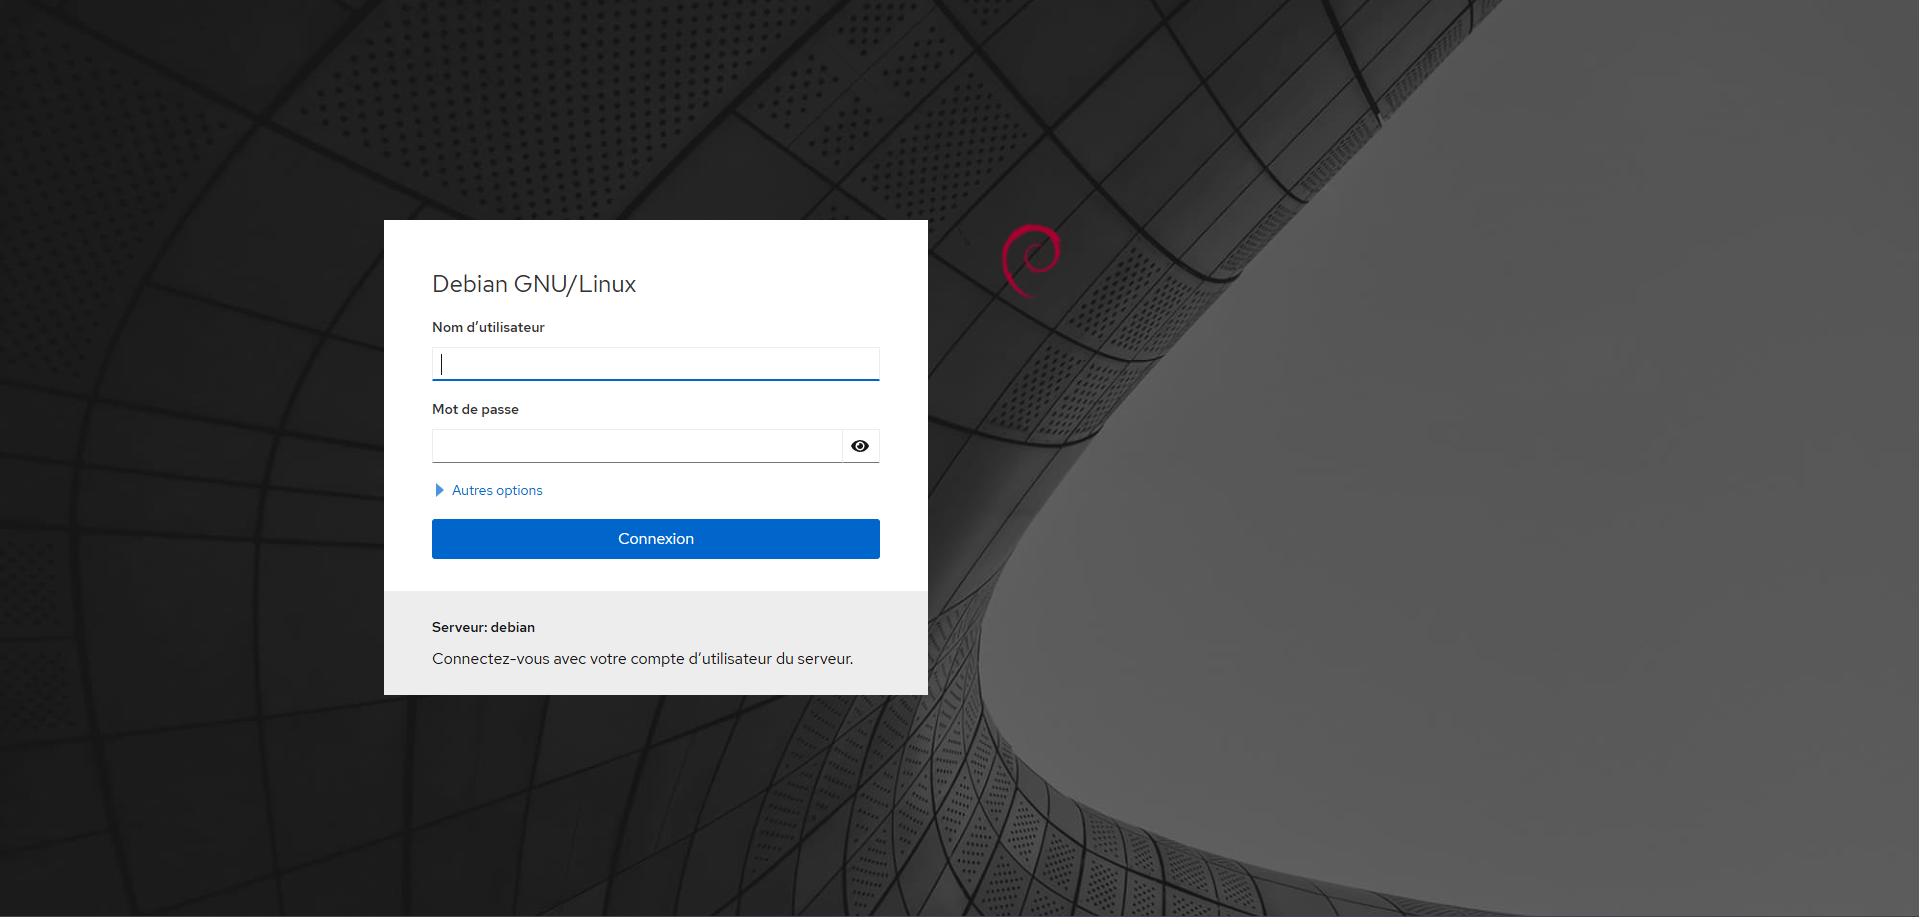 Debian GNU/Linux
Nom d’utilisateur
Mot de passe
Autres options
Connexion
Serveur: debian
Connectez-vous avec votre compte d’utilisateur du serveur.